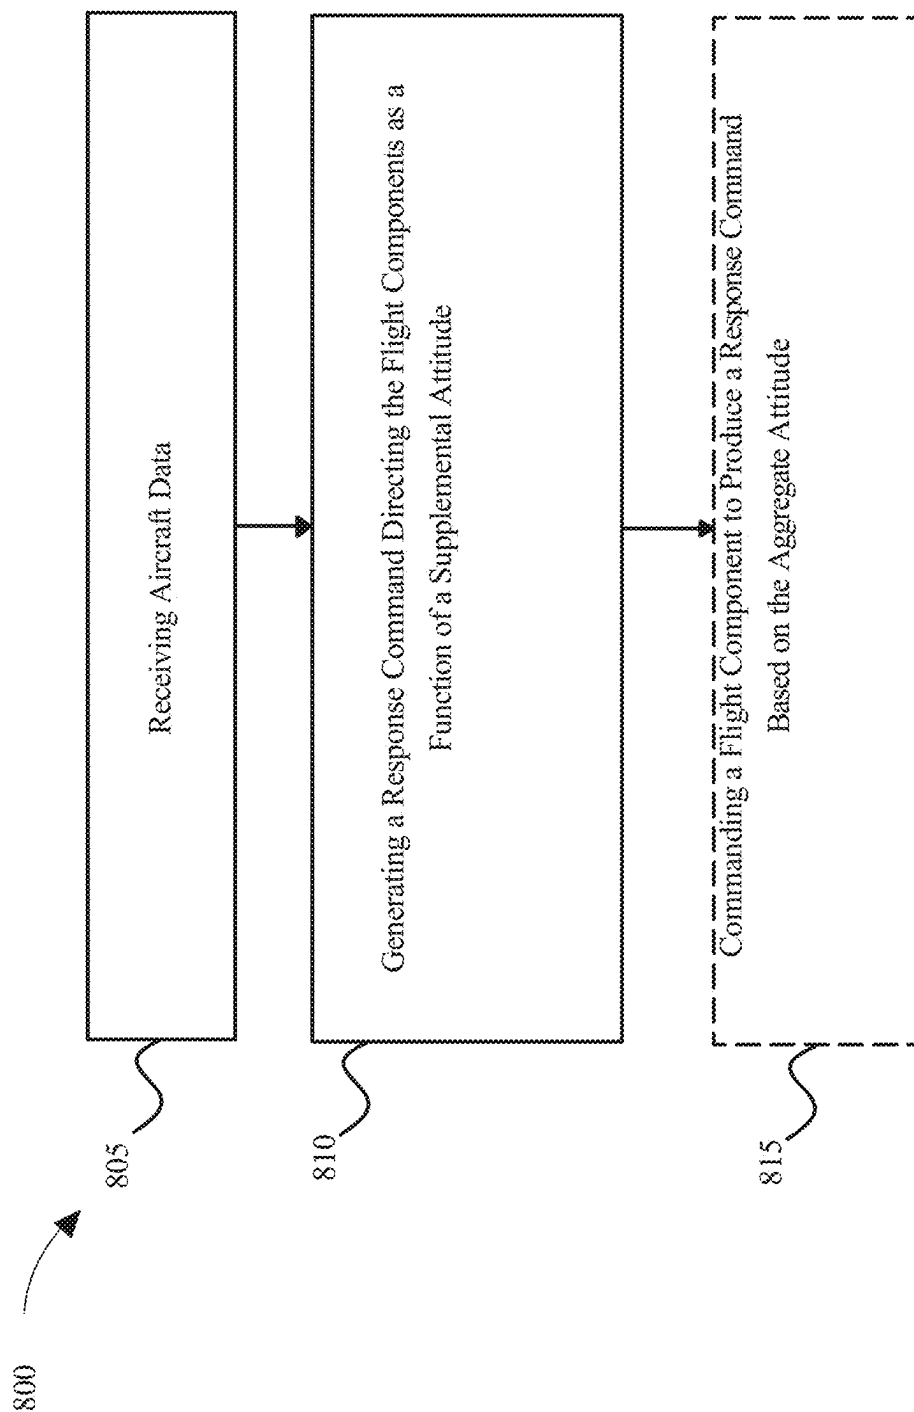 800
805
Receiving Aircraft Data
810
Generating a Response Command Directing the Flight Components as a
Function of a Supplemental Attitude
815
Commanding a Flight Component to Produce a Response Command
Based on the Aggregate Attitude